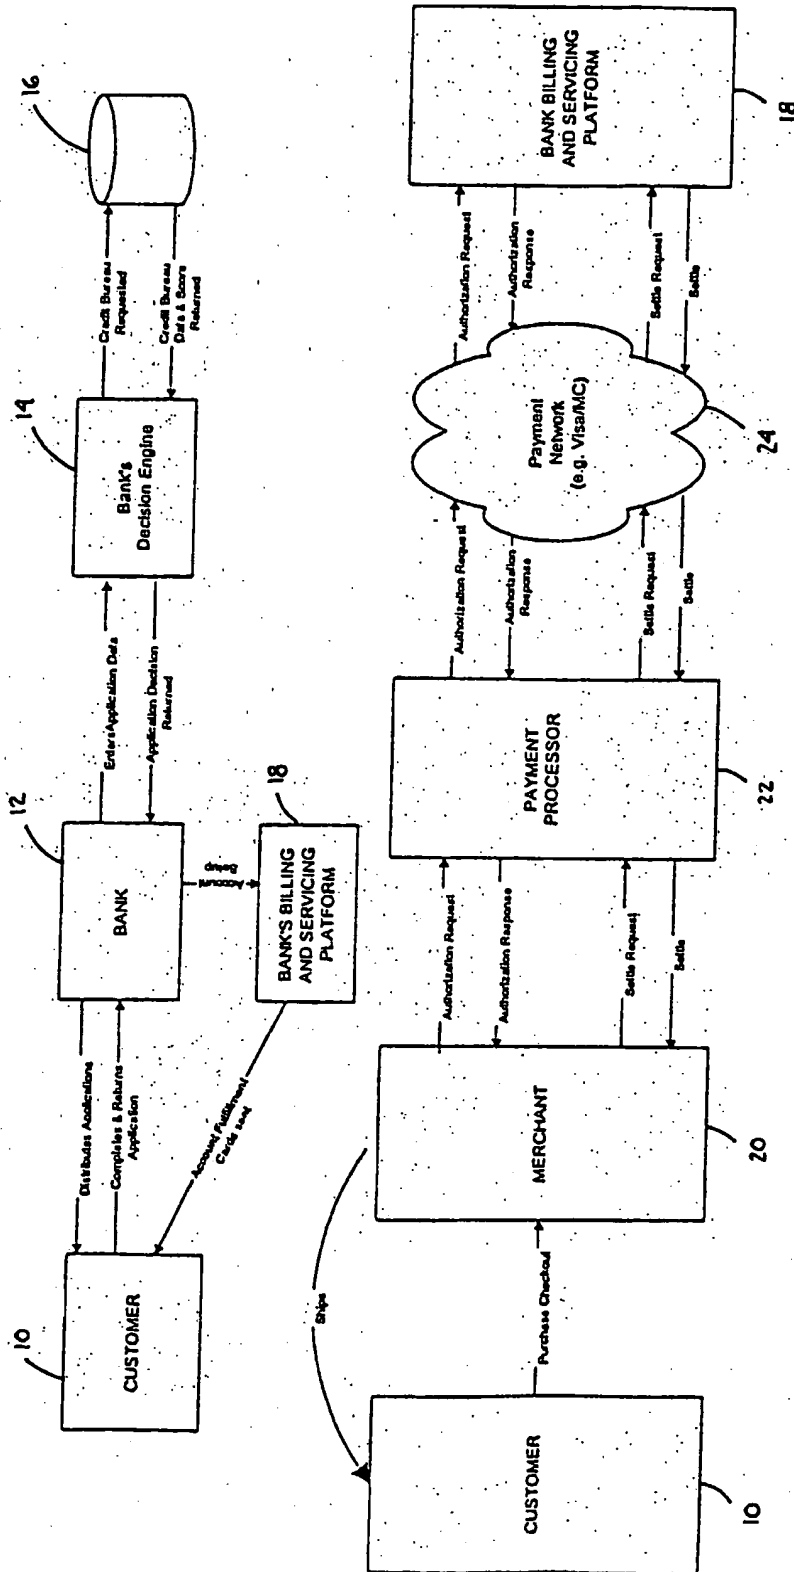 16
Credit Bureau
Requested
Credit Bureau
Data & Score
Returned
14
Bank's
Decision Engine
Enters Application Data
Application Decision
Returned
12
BANK
Account
Setup
18
BANK'S BILLING
AND SERVICING
PLATFORM
Distributes Applications
Completes & Returns
Application
Account Fulfillment
Cards sent
10
CUSTOMER
BANK BILLING
AND SERVICING
PLATFORM
18
Authorization Request
Authorization
Response
Settle Request
Settle
Payment
Network
(e.g. Visa/MC)
24
Authorization Request
Authorization
Response
Settle Request
Settle
PAYMENT
PROCESSOR
22
Authorization Request
Authorization Response
Settle Request
Settle
MERCHANT
20
Ships
Purchase Checkout
CUSTOMER
10